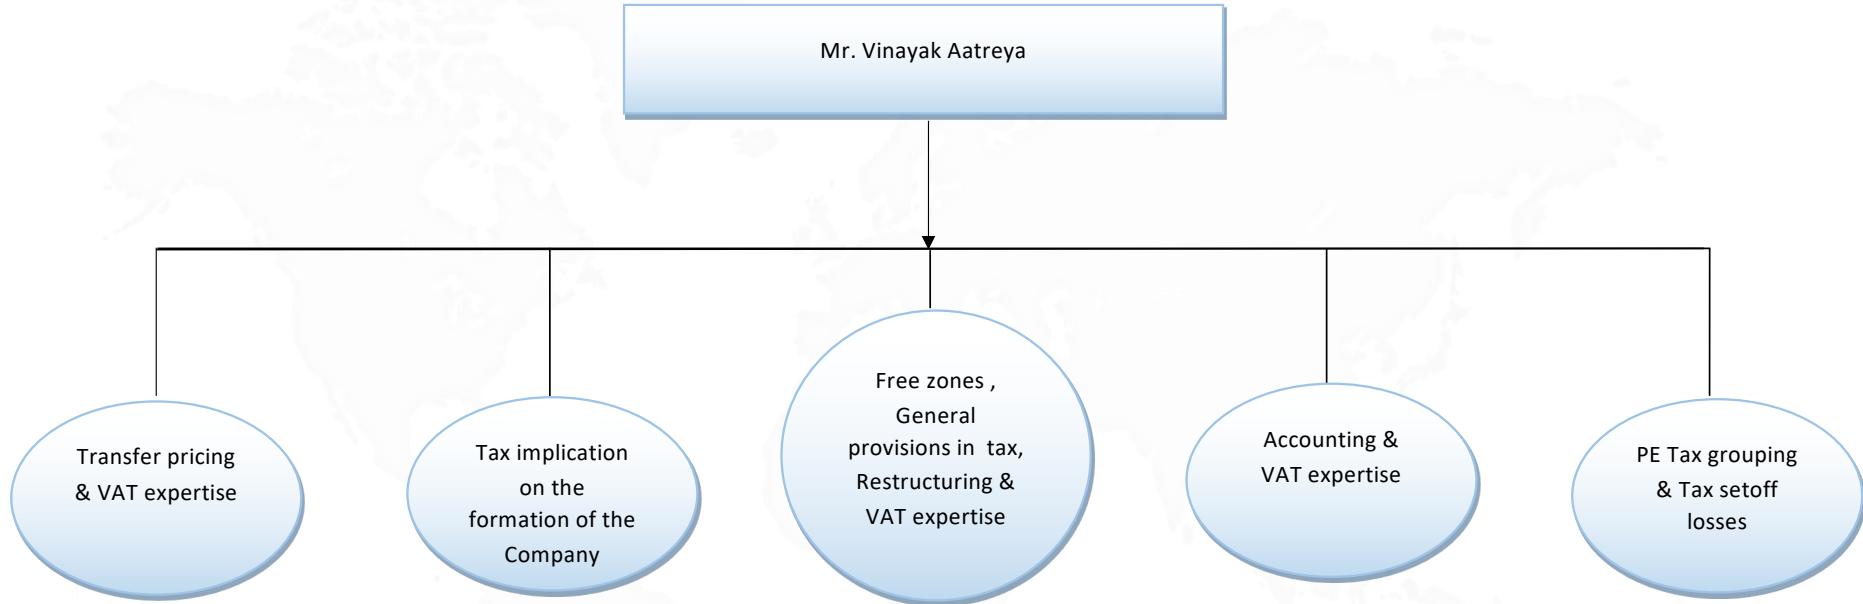 Mr. Vinayak Aatreya
Transfer pricing
& VAT expertise
Tax implication
on the
formation of the
Company
Free zones ,
General
provisions in tax,
Restructuring &
VAT expertise
Accounting &
VAT expertise
PE Tax grouping
& Tax setoff
losses